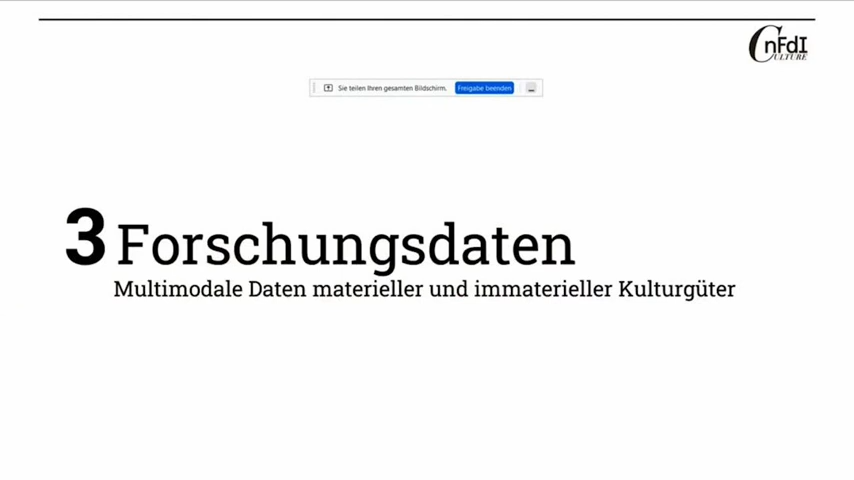 nFdI
CULTURE
Sie teilen Ihren gesamten Bildschirm. Freigabe beenden
3 Forschungsdaten
Multimodale Daten materieller und immaterieller Kulturgüter